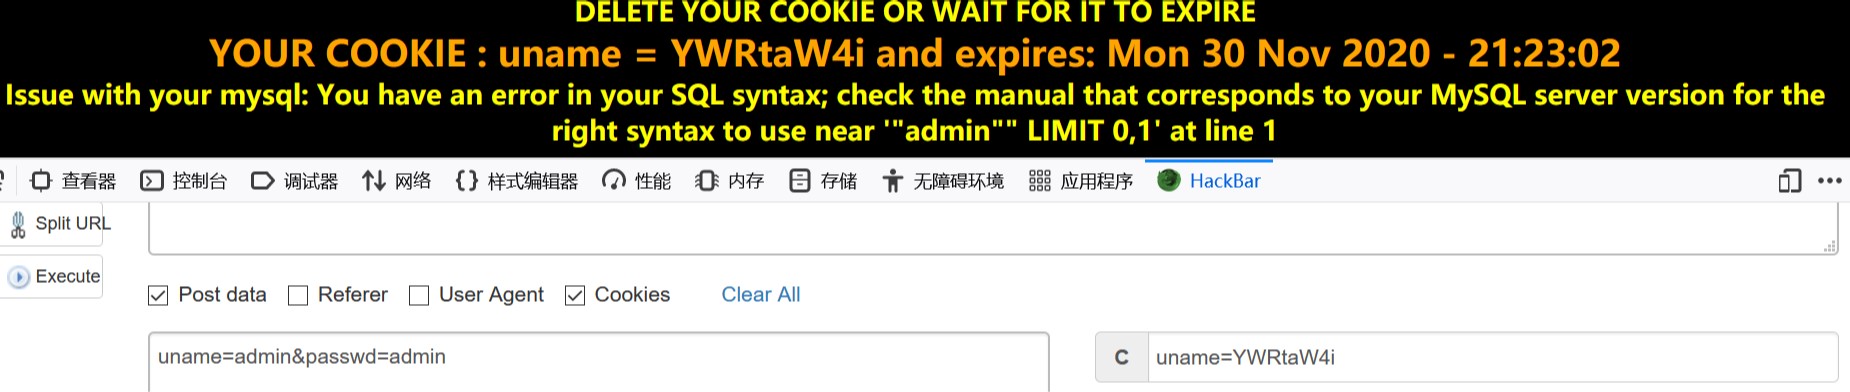 DELETE YOUR COOKIE OR WAIT FOR IT TO EXPIRE
YOUR COOKIE : uname = YWRtaW4i and expires: Mon 30 Nov 2020 - 21:23:02
Issue with your mysql: You have an error in your SQL syntax; check the manual that corresponds to your MySQL server version for the
right syntax to use near '"admin"" LIMIT 0,1' at line 1
查看器 控制台 调试器 网络 {} 样式编辑器 性能 内存 存储 无障碍环境 应用程序 HackBar
Split URL
Execute
Post data Referer User Agent Cookies Clear All
uname=admin&passwd=admin C uname=YWRtaW4i